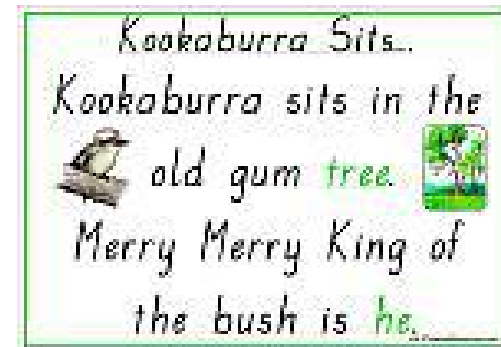 Kookaburra Sits...
Kookaburra sits in the
old gum tree.
Merry Merry King of
the bush is he.